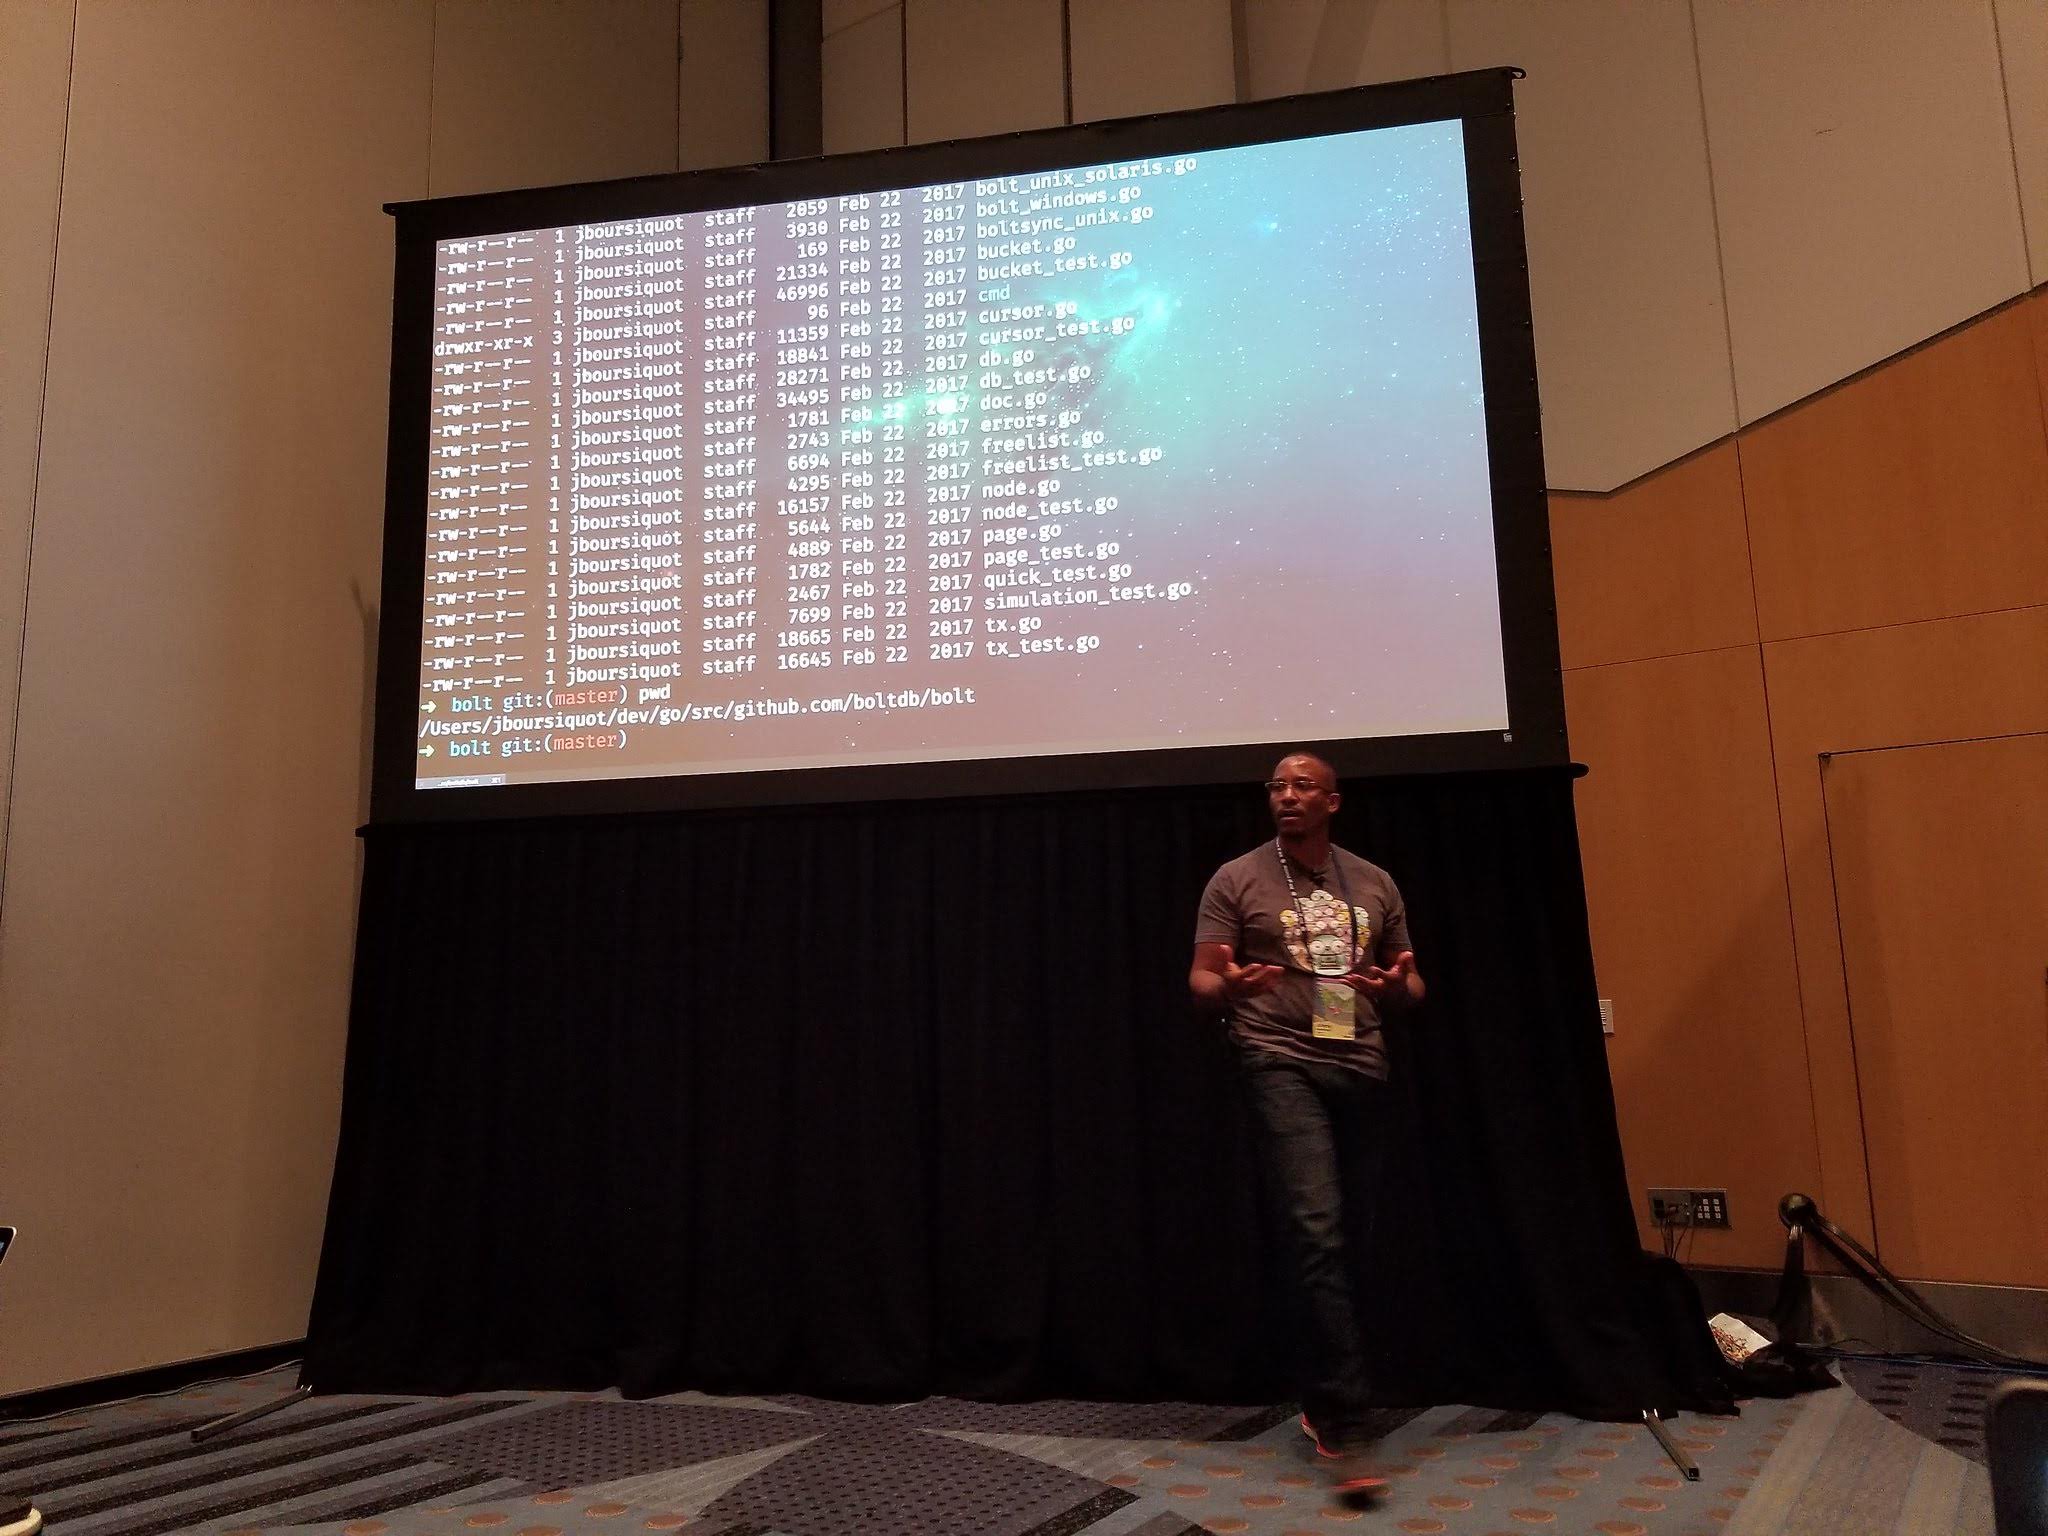 -rw-r--r-- 1 jboursiquot staff 2059 Feb 22 2017 bolt_unix_solaris.go
-rw-r--r-- 1 jboursiquot staff 3930 Feb 22 2017 bolt_windows.go
-rw-r--r-- 1 jboursiquot staff 169 Feb 22 2017 boltsync_unix.go
-rw-r--r-- 1 jboursiquot staff 21334 Feb 22 2017 bucket.go
-rw-r--r-- 1 jboursiquot staff 46996 Feb 22 2017 bucket_test.go
drwxr-xr-x 3 jboursiquot staff 96 Feb 22 2017 cmd
-rw-r--r-- 1 jboursiquot staff 11359 Feb 22 2017 cursor.go
-rw-r--r-- 1 jboursiquot staff 18841 Feb 22 2017 cursor_test.go
-rw-r--r-- 1 jboursiquot staff 28271 Feb 22 2017 db.go
-rw-r--r-- 1 jboursiquot staff 34495 Feb 22 2017 db_test.go
-rw-r--r-- 1 jboursiquot staff 1781 Feb 22 2017 doc.go
-rw-r--r-- 1 jboursiquot staff 2743 Feb 22 2017 errors.go
-rw-r--r-- 1 jboursiquot staff 6694 Feb 22 2017 freelist.go
-rw-r--r-- 1 jboursiquot staff 4295 Feb 22 2017 freelist_test.go
-rw-r--r-- 1 jboursiquot staff 16157 Feb 22 2017 node.go
-rw-r--r-- 1 jboursiquot staff 5644 Feb 22 2017 node_test.go
-rw-r--r-- 1 jboursiquot staff 4889 Feb 22 2017 page.go
-rw-r--r-- 1 jboursiquot staff 1782 Feb 22 2017 page_test.go
-rw-r--r-- 1 jboursiquot staff 2467 Feb 22 2017 quick_test.go
-rw-r--r-- 1 jboursiquot staff 7699 Feb 22 2017 simulation_test.go
-rw-r--r-- 1 jboursiquot staff 18665 Feb 22 2017 tx.go
-rw-r--r-- 1 jboursiquot staff 16645 Feb 22 2017 tx_test.go
➜ bolt git:(master) pwd
/Users/jboursiquot/dev/go/src/github.com/boltdb/bolt
➜ bolt git:(master)